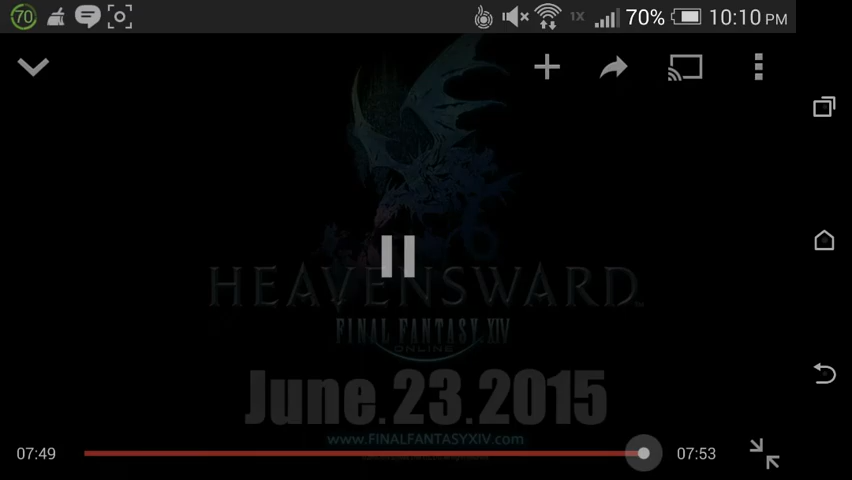 70 1X 70% 10:10 PM
HEAVENSWARD™
FINAL FANTASY XIV
ONLINE
June.23.2015
www.FINALFANTASYXIV.com
07:49 07:53